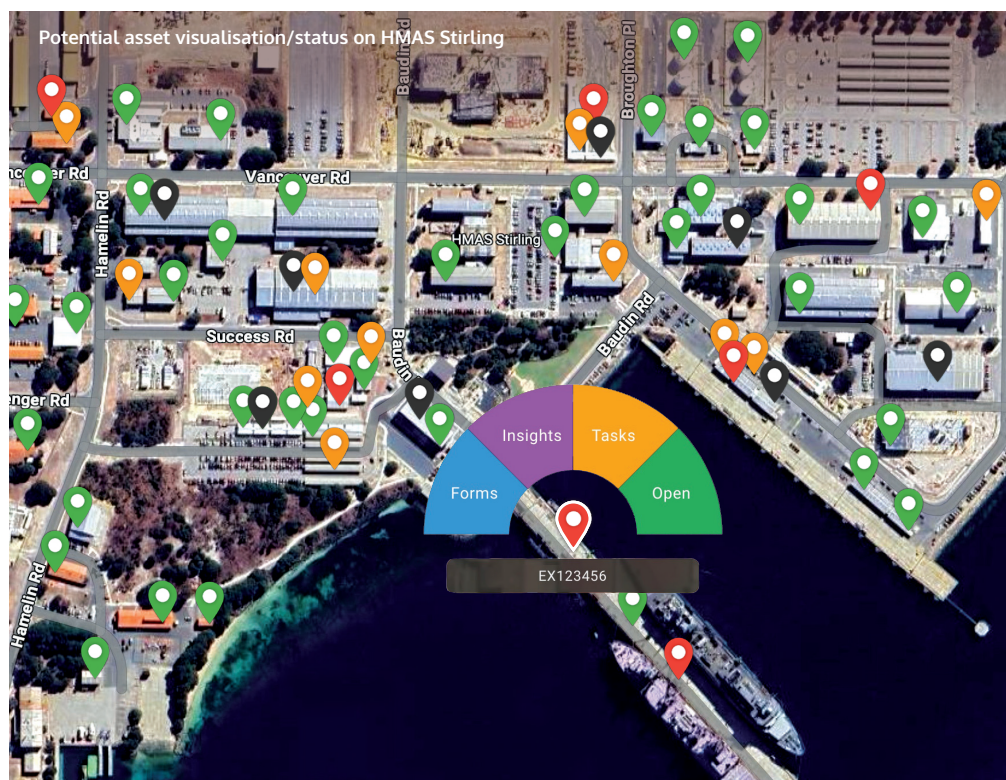 Potential asset visualisation/status on HMAS Stirling
Baudin Rd
Broughton Pl
ncouver Rd
Vancouver Rd
Hamelin Rd
HMAS Stirling
Success Rd
Baudin
Baudin Rd
enger Rd
Insights
Tasks
Forms
Open
EX123456
Hamelin Rd